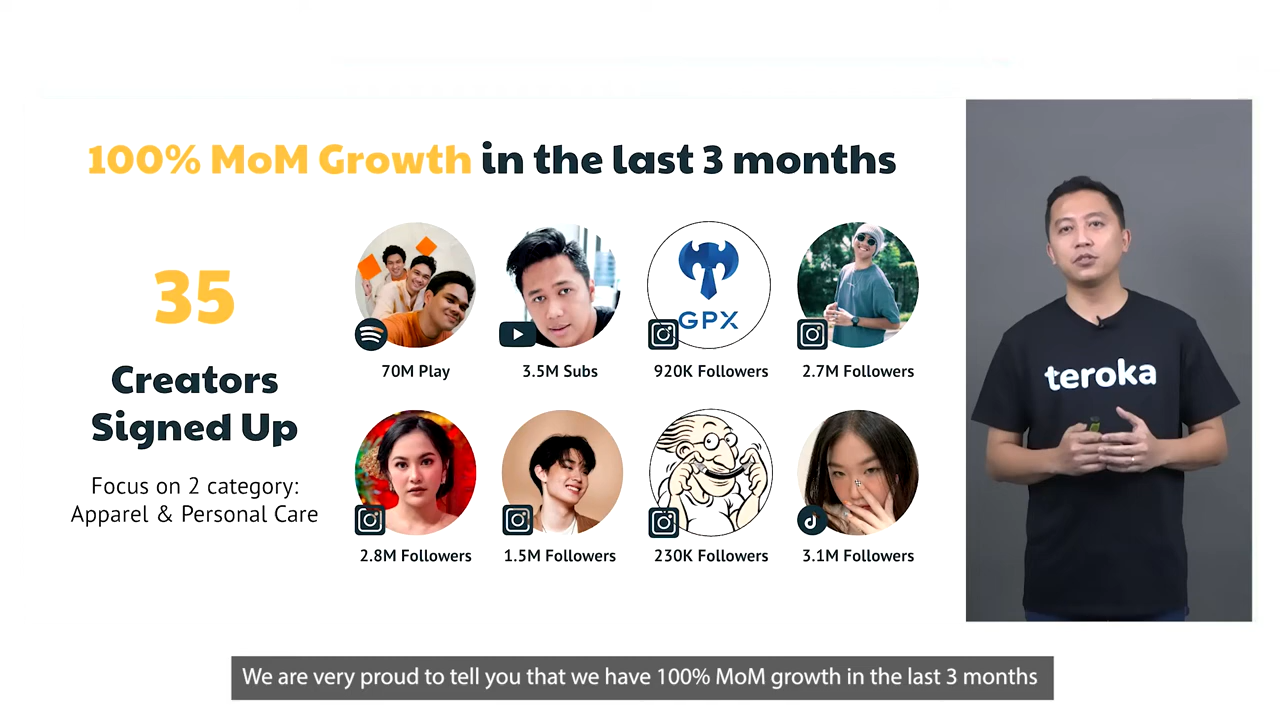 100% MoM Growth in the last 3 months
35
Creators
Signed Up
Focus on 2 category:
Apparel & Personal Care
GPX
70M Play
3.5M Subs
920K Followers
2.7M Followers
2.8M Followers
1.5M Followers
230K Followers
3.1M Followers
teroka
We are very proud to tell you that we have 100% MoM growth in the last 3 months